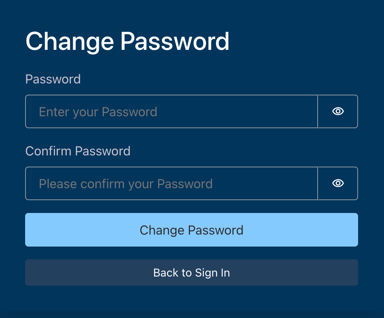 Change Password
Password
Enter your Password
Confirm Password
Please confirm your Password
Change Password
Back to Sign In